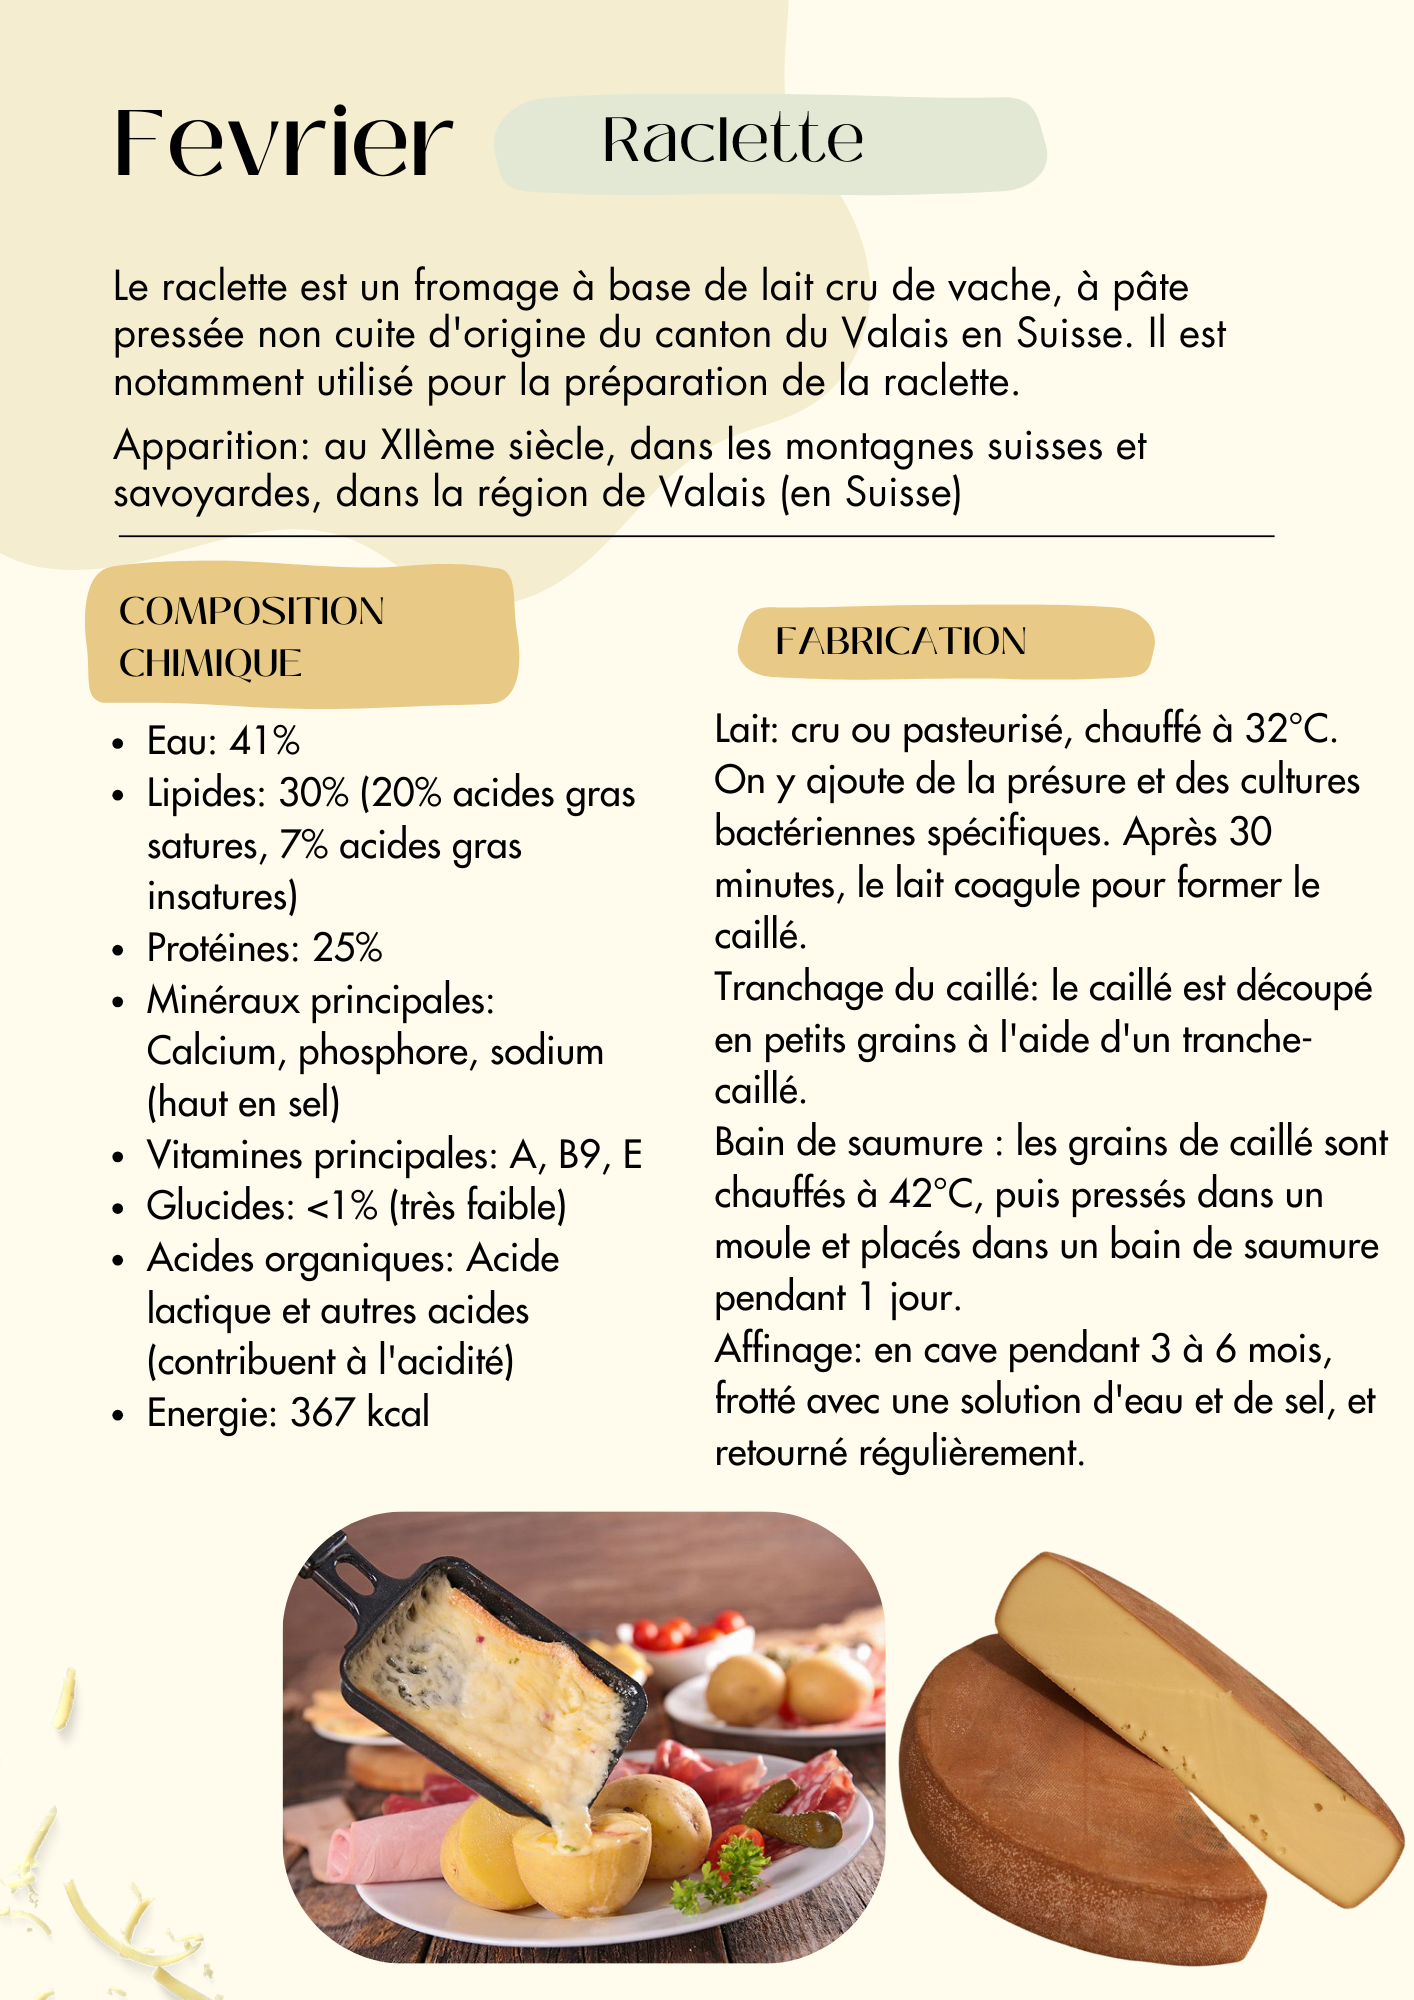 Fevrier
Raclette
Le raclette est un fromage à base de lait cru de vache, à pâte
pressée non cuite d'origine du canton du Valais en Suisse. Il est
notamment utilisé pour la préparation de la raclette.
Apparition: au XIIème siècle, dans les montagnes suisses et
savoyardes, dans la région de Valais (en Suisse)
COMPOSITION
CHIMIQUE
• Eau: 41%
• Lipides: 30% (20% acides gras
satures, 7% acides gras
insatures)
• Protéines: 25%
• Minéraux principales:
Calcium, phosphore, sodium
(haut en sel)
• Vitamines principales: A, B9, E
• Glucides: <1% (très faible)
• Acides organiques: Acide
lactique et autres acides
(contribuent à l'acidité)
• Energie: 367 kcal
FABRICATION
Lait: cru ou pasteurisé, chauffé à 32°C.
On y ajoute de la présure et des cultures
bactériennes spécifiques. Après 30
minutes, le lait coagule pour former le
caillé.
Tranchage du caillé: le caillé est découpé
en petits grains à l'aide d'un tranche-
caillé.
Bain de saumure : les grains de caillé sont
chauffés à 42°C, puis pressés dans un
moule et placés dans un bain de saumure
pendant 1 jour.
Affinage: en cave pendant 3 à 6 mois,
frotté avec une solution d'eau et de sel, et
retourné régulièrement.